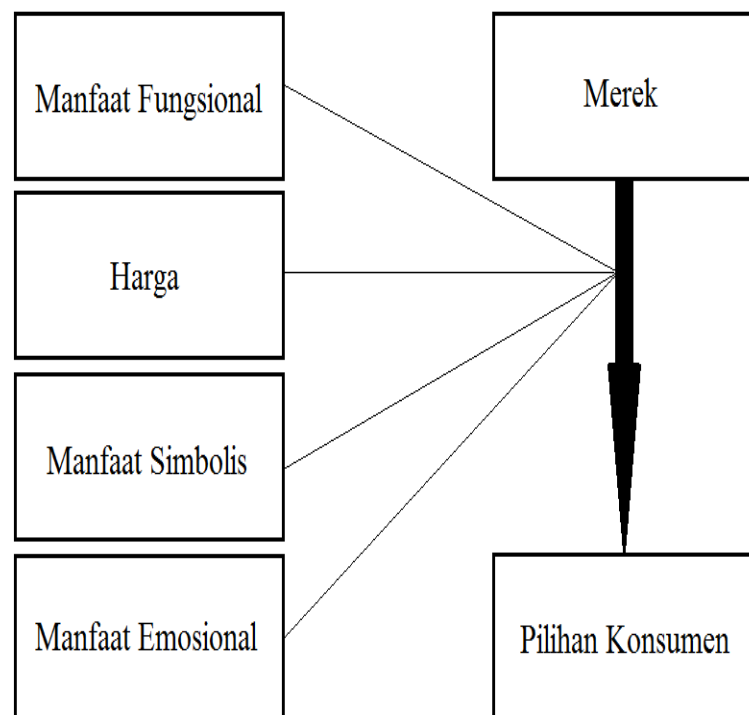 Manfaat Fungsional
Merek
Harga
Manfaat Simbolis
Manfaat Emosional
Pilihan Konsumen